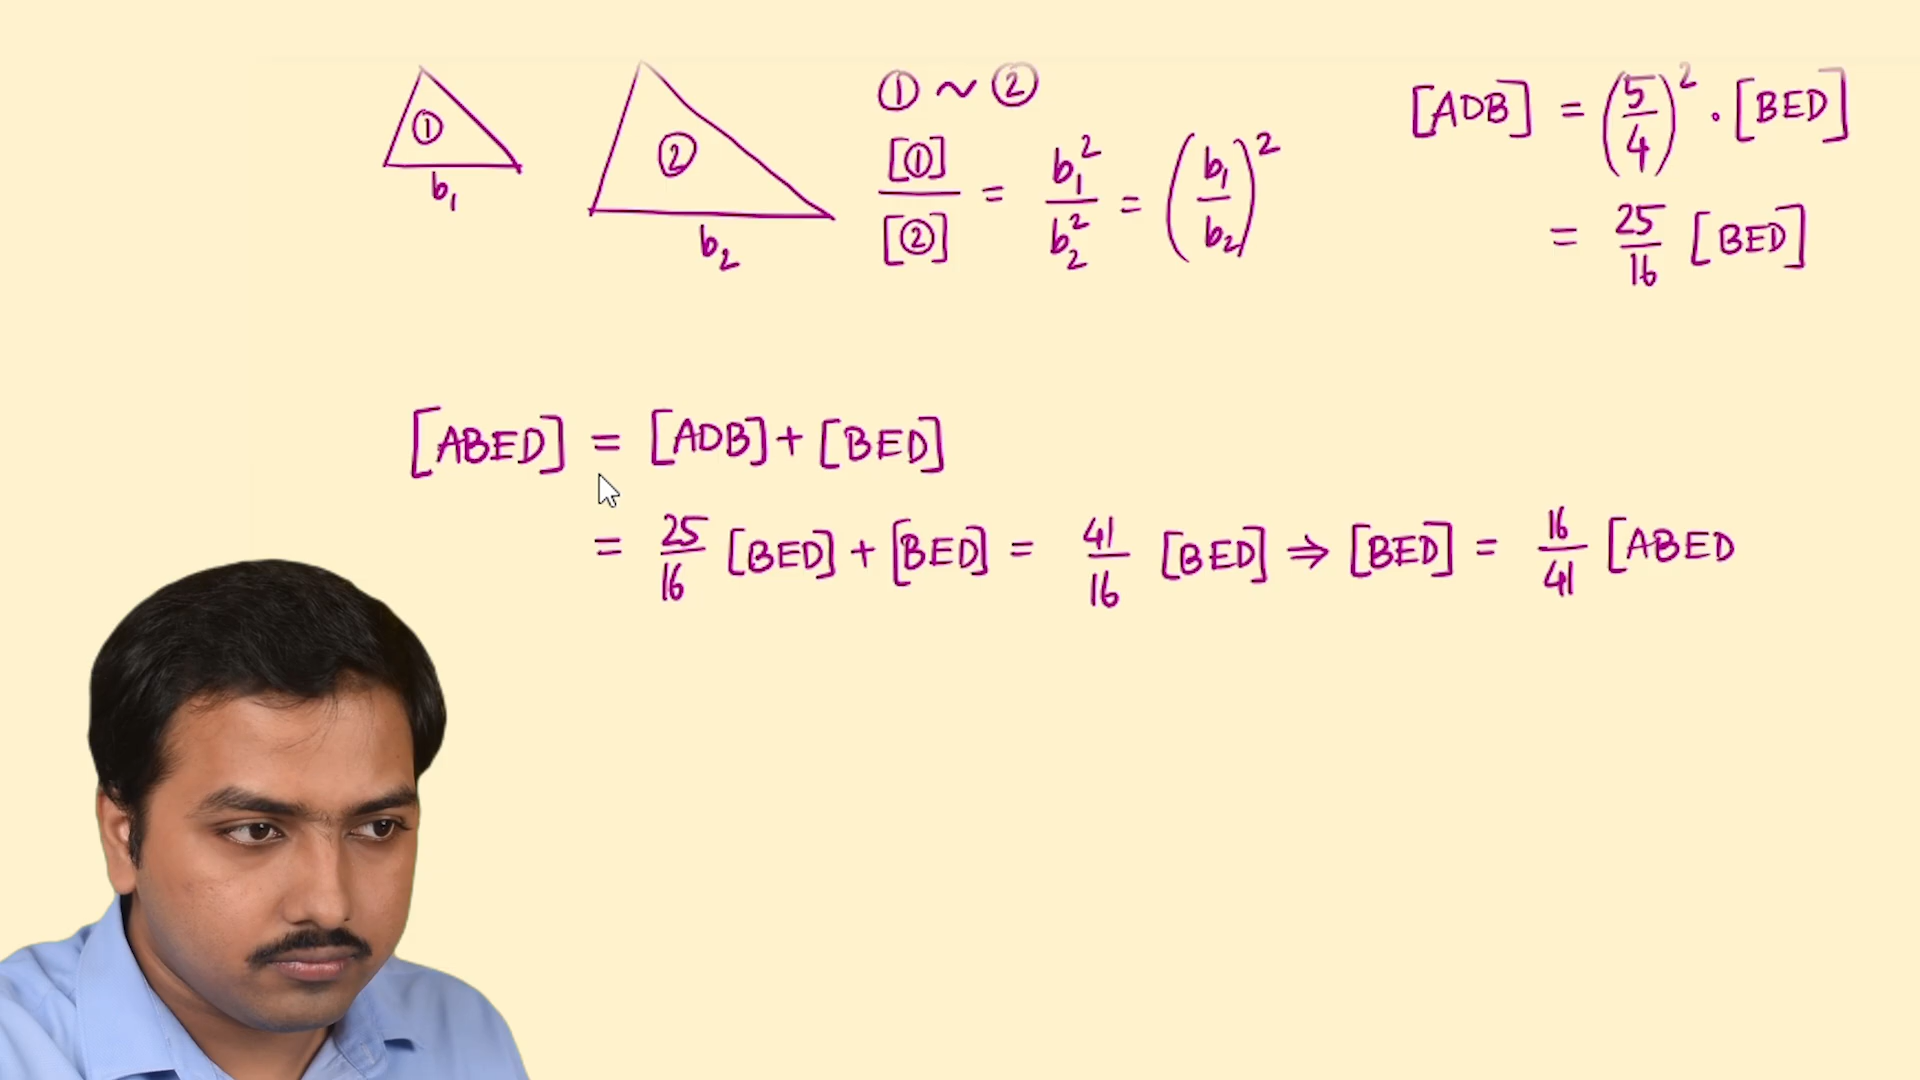 ① ~ ②
[①]/[②] = b₁²/b₂² = (b₁/b₂)²
①
b₁
②
b₂
[ADB] = (5/4)² · [BED]
= 25/16 [BED]
[ABED] = [ADB] + [BED]
= 25/16 [BED] + [BED] = 41/16 [BED] ⇒ [BED] = 16/41 [ABED